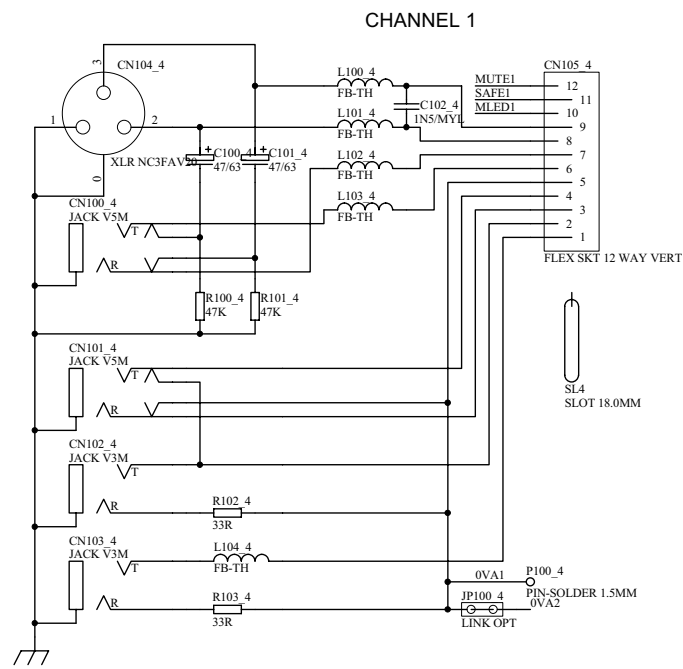 CHANNEL 1
CN104_4
3
1
2
0
XLR NC3FAV20
L100_4
FB-TH
L101_4
FB-TH
C102_4
1N5/MYL
L102_4
FB-TH
L103_4
FB-TH
+
C100_4
47/63
+
C101_4
47/63
CN105_4
MUTE1
SAFE1
MLED1
12
11
10
9
8
7
6
5
4
3
2
1
FLEX SKT 12 WAY VERT
CN100_4
JACK V5M
T
R
R100_4
47K
R101_4
47K
SL4
SLOT 18.0MM
CN101_4
JACK V5M
T
R
CN102_4
JACK V3M
T
R
R102_4
33R
CN103_4
JACK V3M
T
R
L104_4
FB-TH
R103_4
33R
0VA1
P100_4
PIN-SOLDER 1.5MM
JP100_4
0VA2
LINK OPT